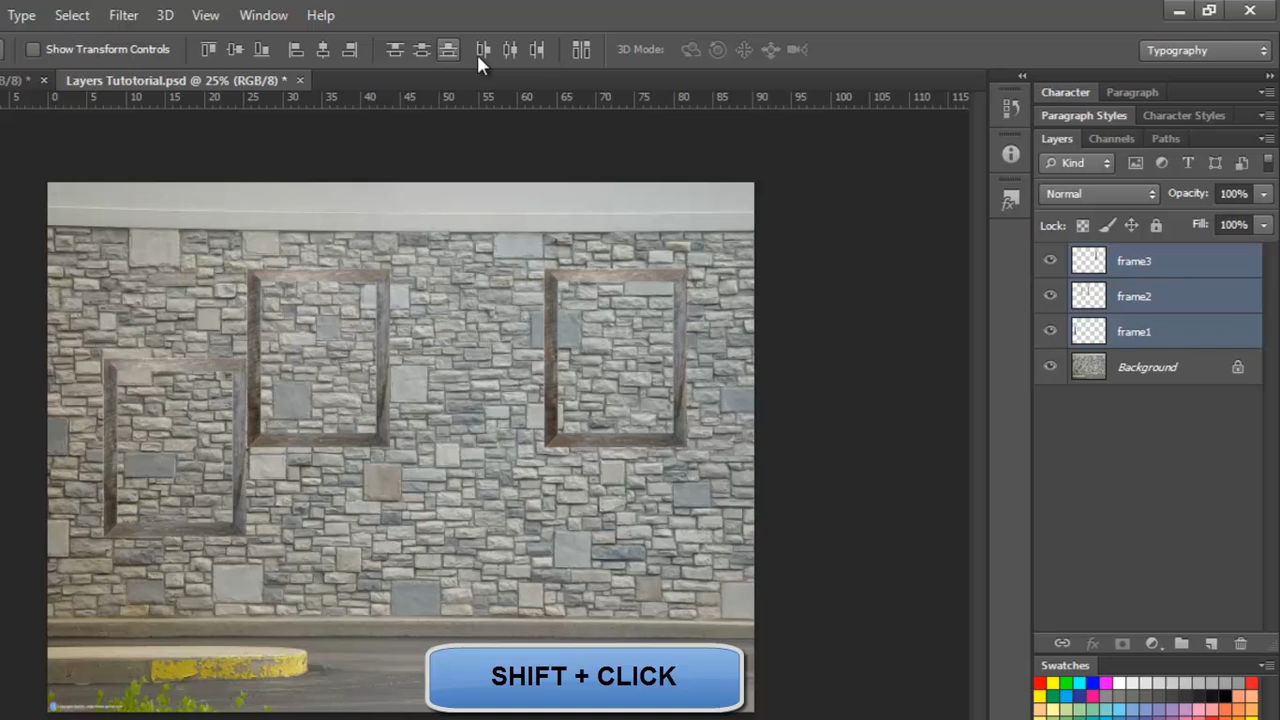 Type Select Filter 3D View Window Help
Show Transform Controls 3D Mode: Typography
B/8) * × Layers Tutotorial.psd @ 25% (RGB/8) * ×
5 0 5 10 15 20 25 30 35 40 45 50 55 60 65 70 75 80 85 90 95 100 105 110 115
Character Paragraph
Paragraph Styles Character Styles
Layers Channels Paths
Kind
Normal Opacity: 100%
Lock: Fill: 100%
frame3
frame2
frame1
Background
Swatches
SHIFT + CLICK